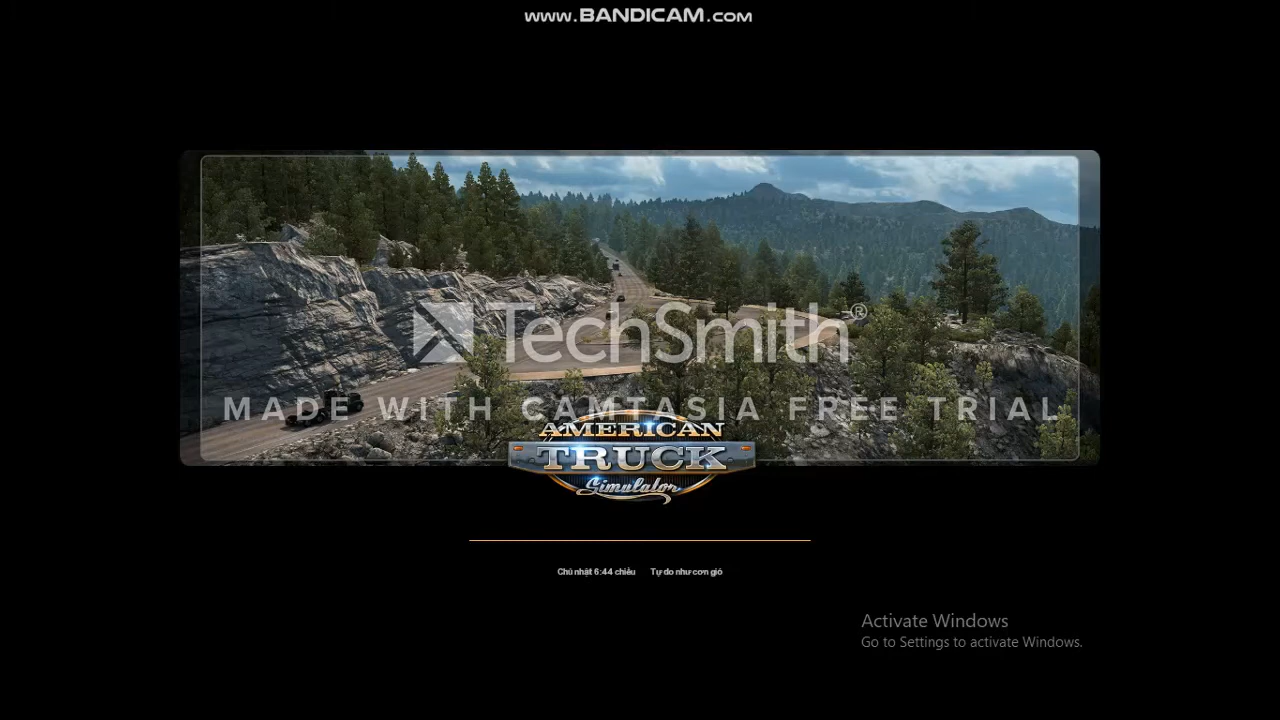 www.BANDICAM.com
TechSmith®
MADE WITH CAMTASIA FREE TRIAL
AMERICAN
TRUCK
Simulator
Chủ nhật 6:44 chiều Tự do như cơn gió
Activate Windows
Go to Settings to activate Windows.